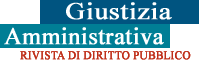 Giustizia
Amministrativa
RIVISTA DI DIRITTO PUBBLICO